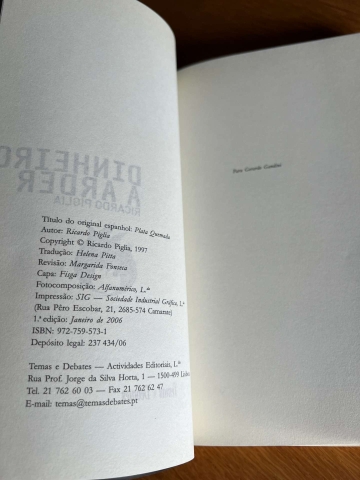 DINHEIRO
A ARDER
RICARDO PIGLIA
Título do original espanhol: Plata Quemada
Autor: Ricardo Piglia
Copyright © Ricardo Piglia, 1997
Tradução: Helena Pitta
Revisão: Margarida Fonseca
Capa: Fisga Design
Fotocomposição: Alfanumérico, L.da
Impressão: SIG — Sociedade Industrial Gráfica, L.da
(Rua Pêro Escobar, 21, 2685-574 Camarate)
1.ª edição: Janeiro de 2006
ISBN: 972-759-573-1
Depósito legal: 237 434/06
Temas e Debates — Actividades Editoriais, L.da
Rua Prof. Jorge da Silva Horta, 1 — 1500-499
Tel. 21 762 60 03 — Fax 21 762 62 47
E-mail: temas@temasdebates.pt
Para Gerardo Gandini